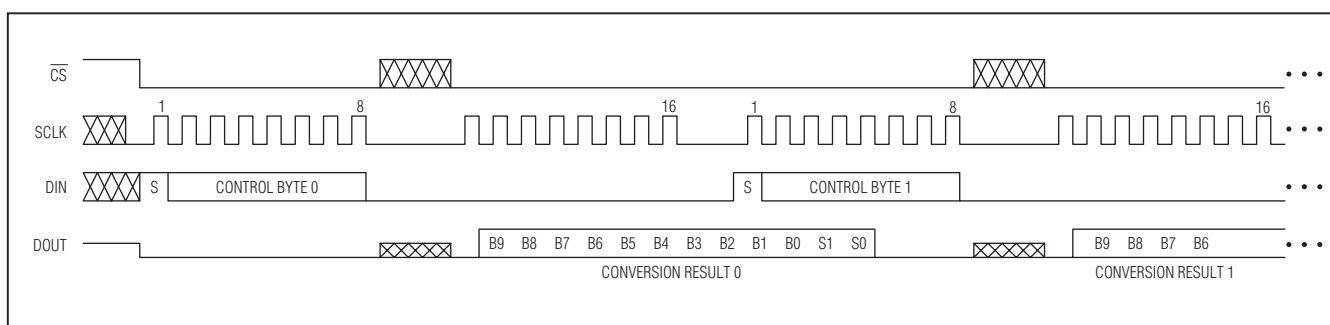 CS
1 8 16 1 8 16
SCLK
DIN S CONTROL BYTE 0 S CONTROL BYTE 1
DOUT B9 B8 B7 B6 B5 B4 B3 B2 B1 B0 S1 S0 B9 B8 B7 B6
CONVERSION RESULT 0 CONVERSION RESULT 1